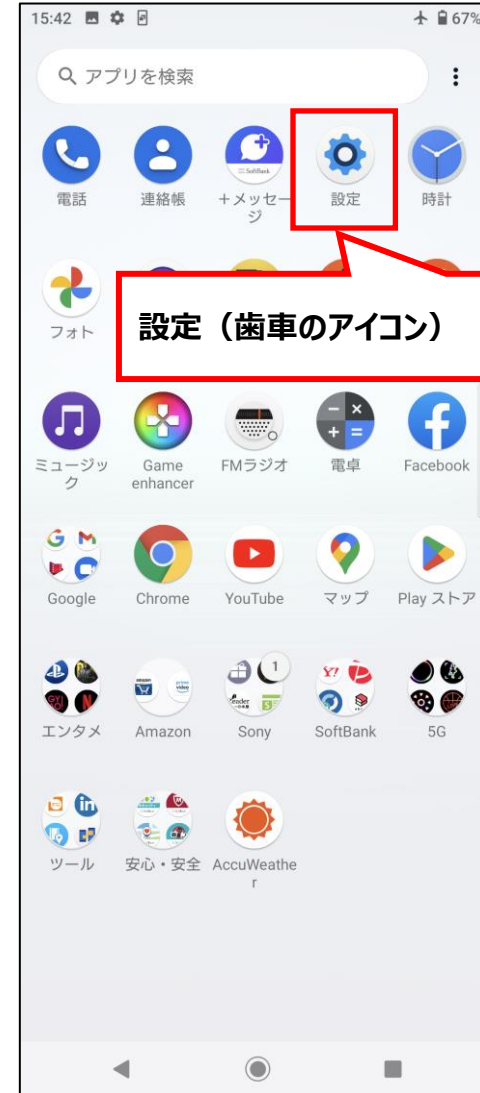 15:42
67%
アプリを検索
SoftBank
電話
連絡帳
+メッセー
ジ
設定
時計
フォト
設定（歯車のアイコン）
ミュージッ
ク
Game
enhancer
FMラジオ
電卓
Facebook
Google
Chrome
YouTube
マップ
Play ストア
1
エンタメ
Amazon
Sony
SoftBank
5G
ツール
安心・安全
AccuWeathe
r